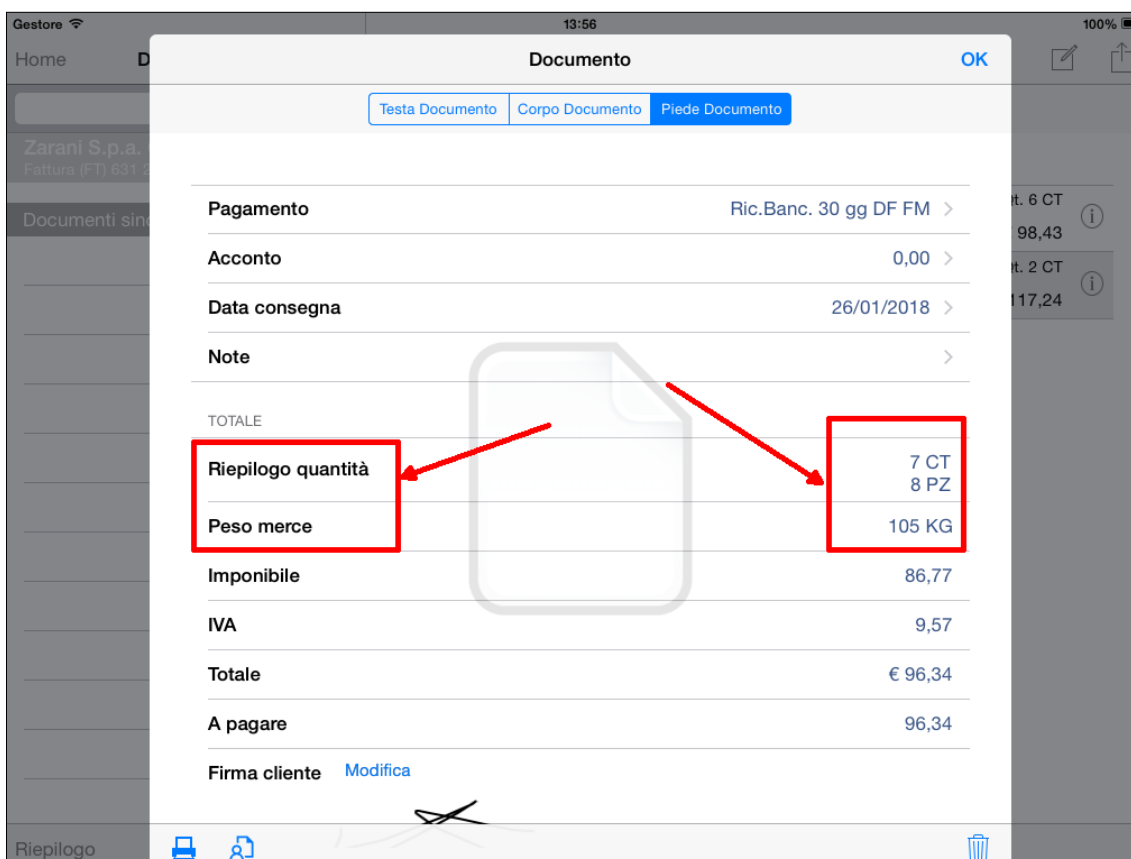 Gestore 13:56 100%
Home D Documento OK
Testa Documento Corpo Documento Piede Documento
Zarani S.p.a.
Fattura (FT) 631 2
Documenti sinc
Pagamento Ric.Banc. 30 gg DF FM
Acconto 0,00
Data consegna 26/01/2018
Note
et. 6 CT
98,43
et. 2 CT
117,24
TOTALE
Riepilogo quantità 7 CT
8 PZ
Peso merce 105 KG
Imponibile 86,77
IVA 9,57
Totale € 96,34
A pagare 96,34
Firma cliente Modifica
Riepilogo